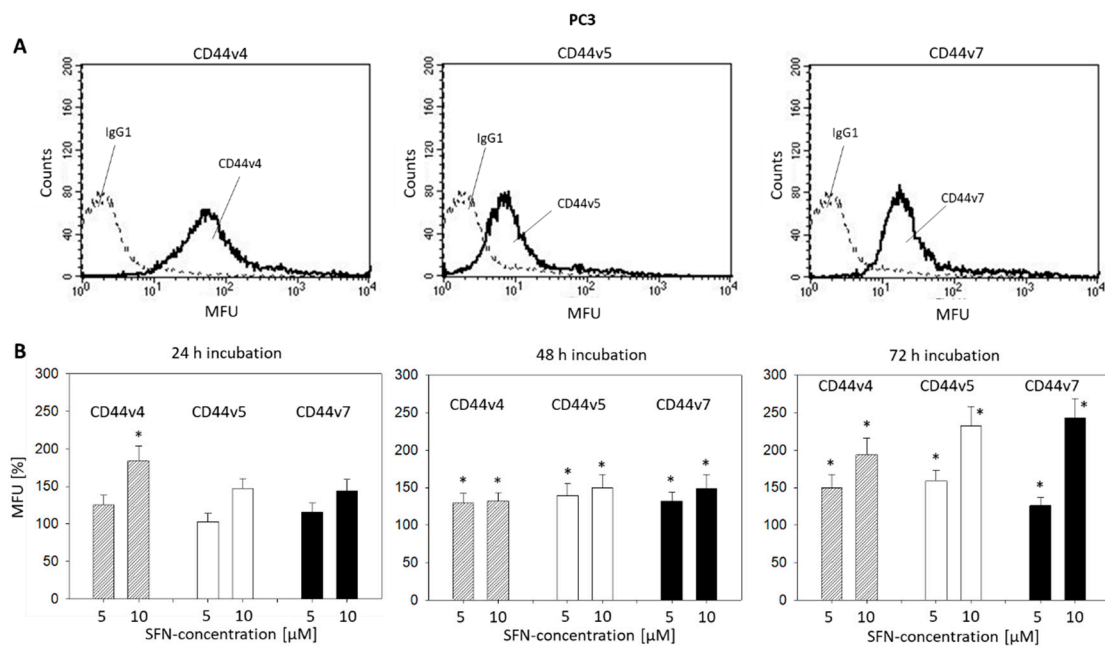 PC3
A
CD44v4
CD44v5
CD44v7
200
160
120
80
40
0
Counts
IgG1
CD44v4
10⁰ 10¹ 10² 10³ 10⁴
MFU
200
160
120
80
40
0
Counts
IgG1
CD44v5
10⁰ 10¹ 10² 10³ 10⁴
MFU
200
160
120
80
40
0
Counts
IgG1
CD44v7
10⁰ 10¹ 10² 10³ 10⁴
MFU
B
24 h incubation
300
250
200
150
100
50
0
MFU [%]
CD44v4 CD44v5 CD44v7
*
5 10 5 10 5 10
SFN-concentration [µM]
48 h incubation
300
250
200
150
100
50
0
CD44v4 CD44v5 CD44v7
* * * * * *
5 10 5 10 5 10
SFN-concentration [µM]
72 h incubation
300
250
200
150
100
50
0
CD44v4 CD44v5 CD44v7
* * * * * *
5 10 5 10 5 10
SFN-concentration [µM]